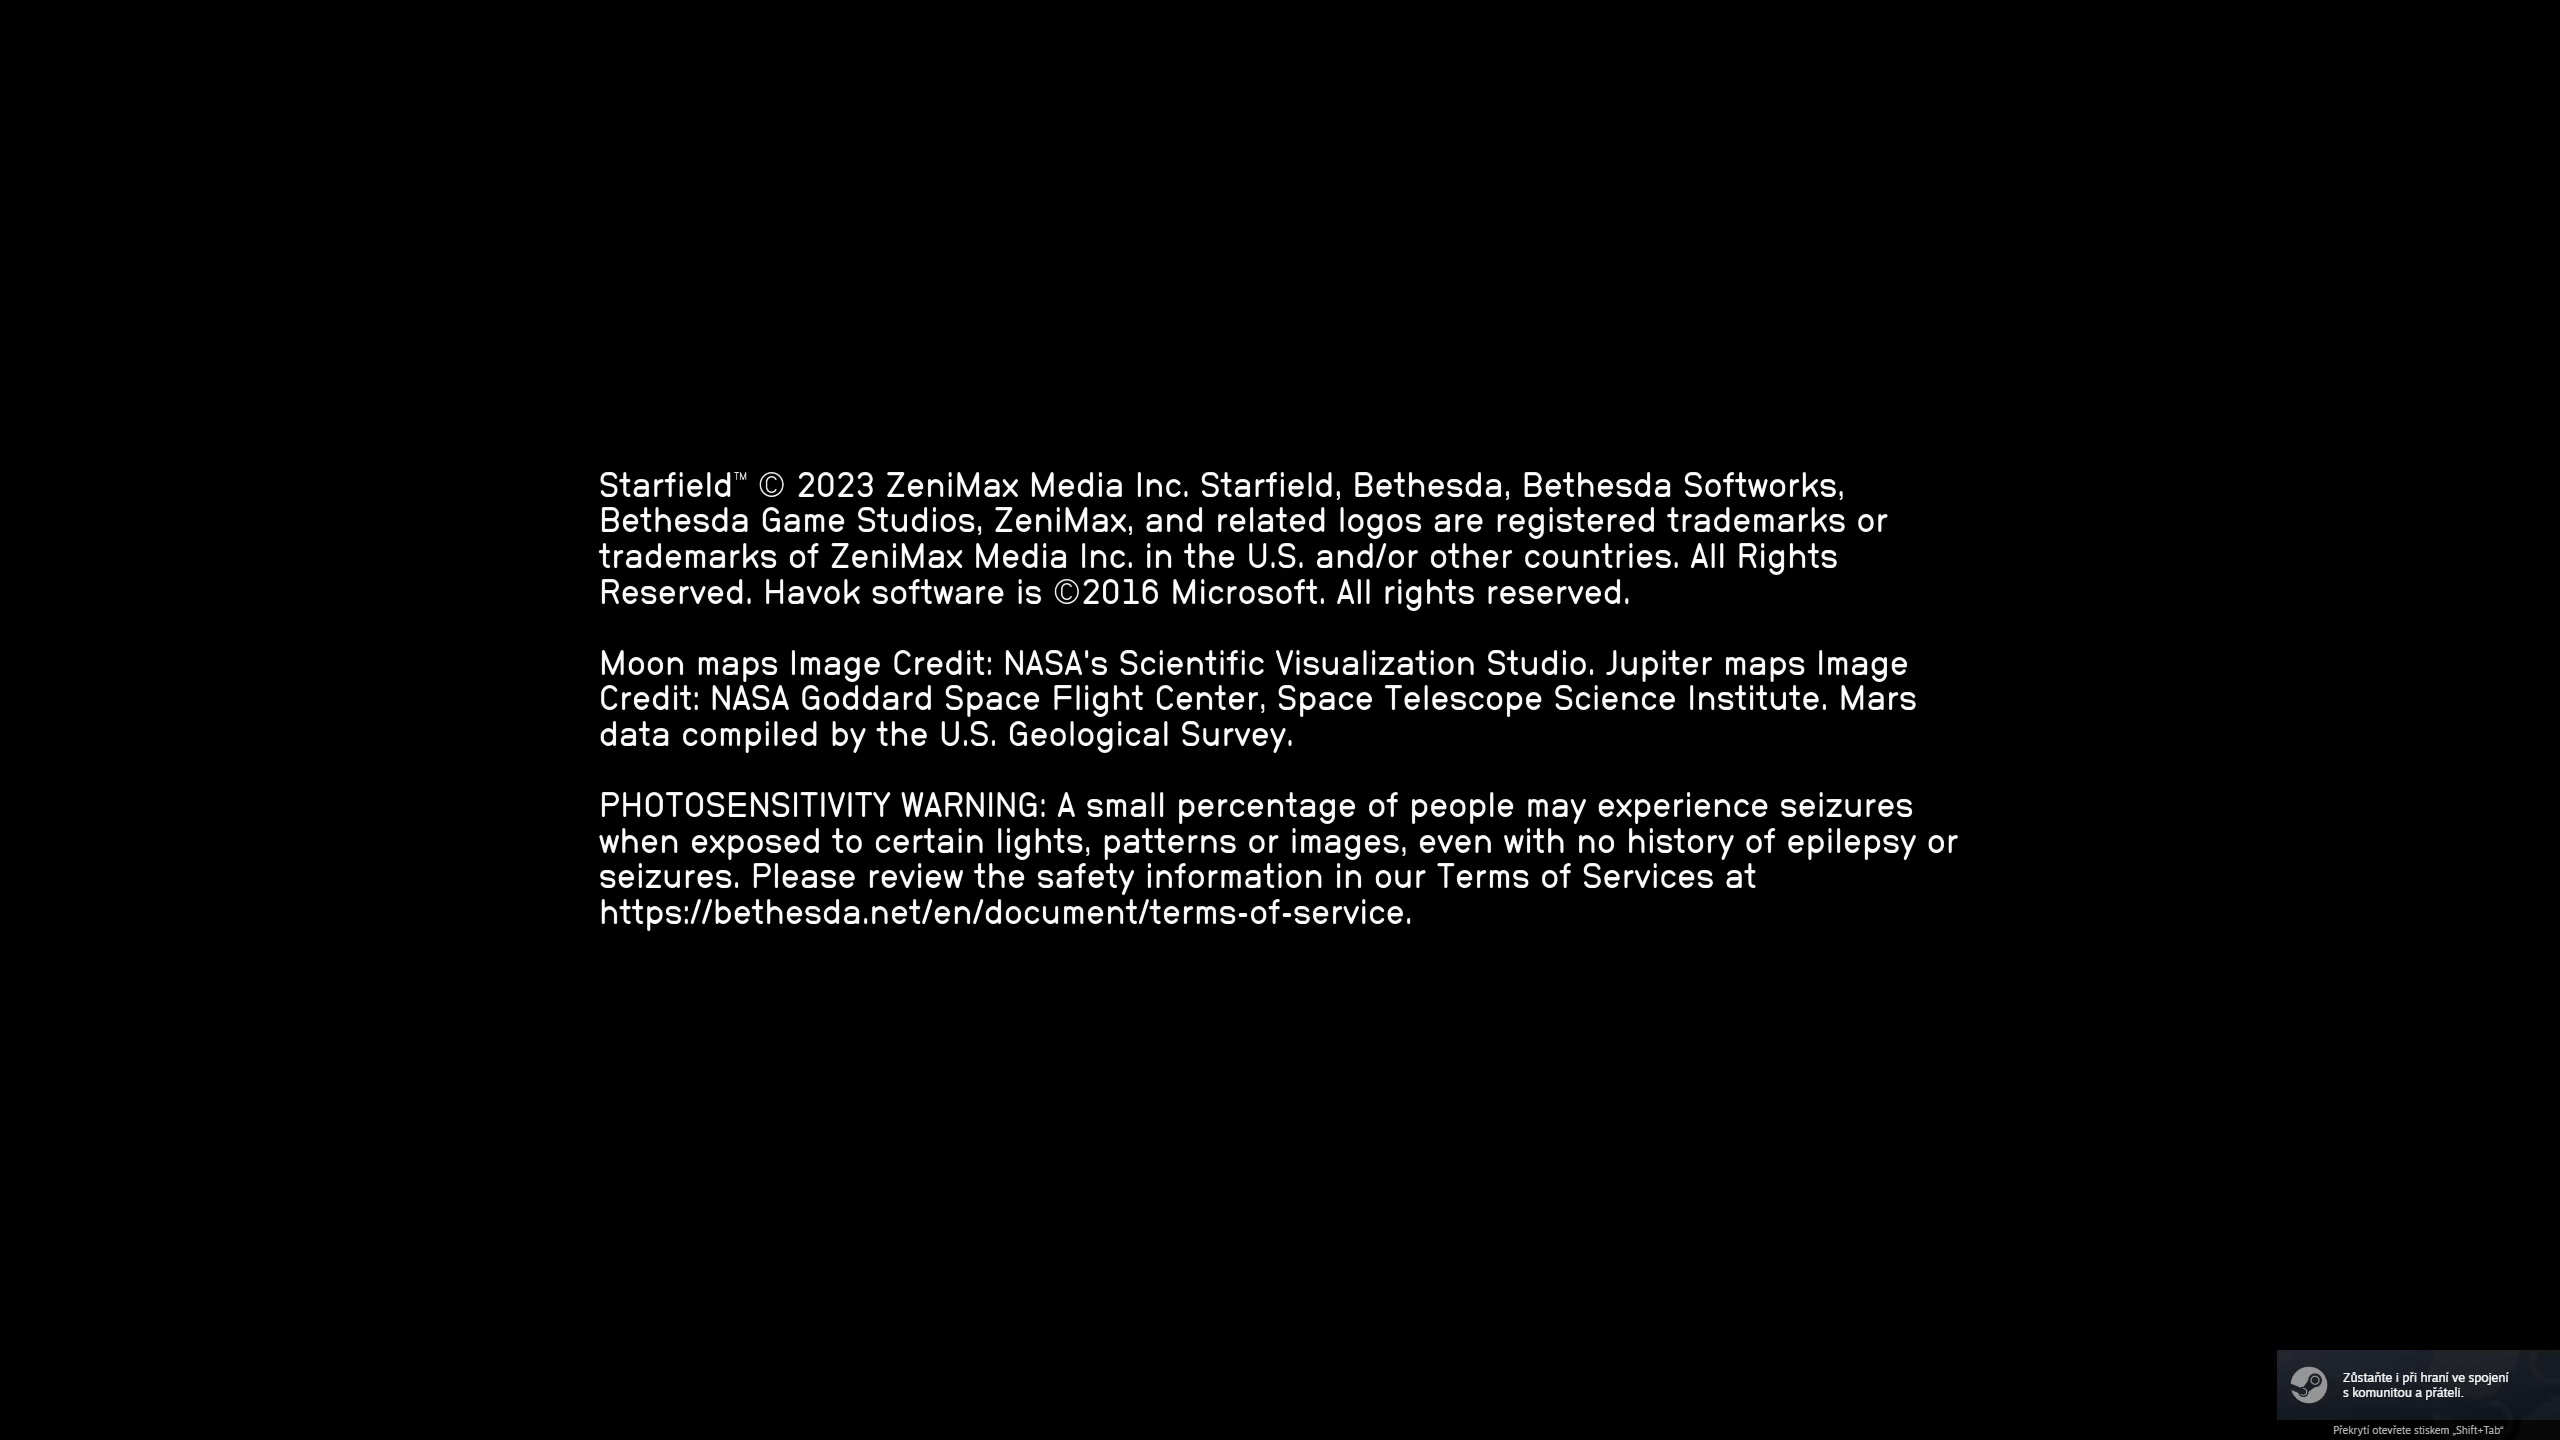 Starfield™ © 2023 ZeniMax Media Inc. Starfield, Bethesda, Bethesda Softworks,
Bethesda Game Studios, ZeniMax, and related logos are registered trademarks or
trademarks of ZeniMax Media Inc. in the U.S. and/or other countries. All Rights
Reserved. Havok software is ©2016 Microsoft. All rights reserved.
Moon maps Image Credit: NASA's Scientific Visualization Studio. Jupiter maps Image
Credit: NASA Goddard Space Flight Center, Space Telescope Science Institute. Mars
data compiled by the U.S. Geological Survey.
PHOTOSENSITIVITY WARNING: A small percentage of people may experience seizures
when exposed to certain lights, patterns or images, even with no history of epilepsy or
seizures. Please review the safety information in our Terms of Services at
https://bethesda.net/en/document/terms-of-service.
Zůstaňte i při hraní ve spojení
s komunitou a přáteli.
Překrytí otevřete stiskem „Shift+Tab“